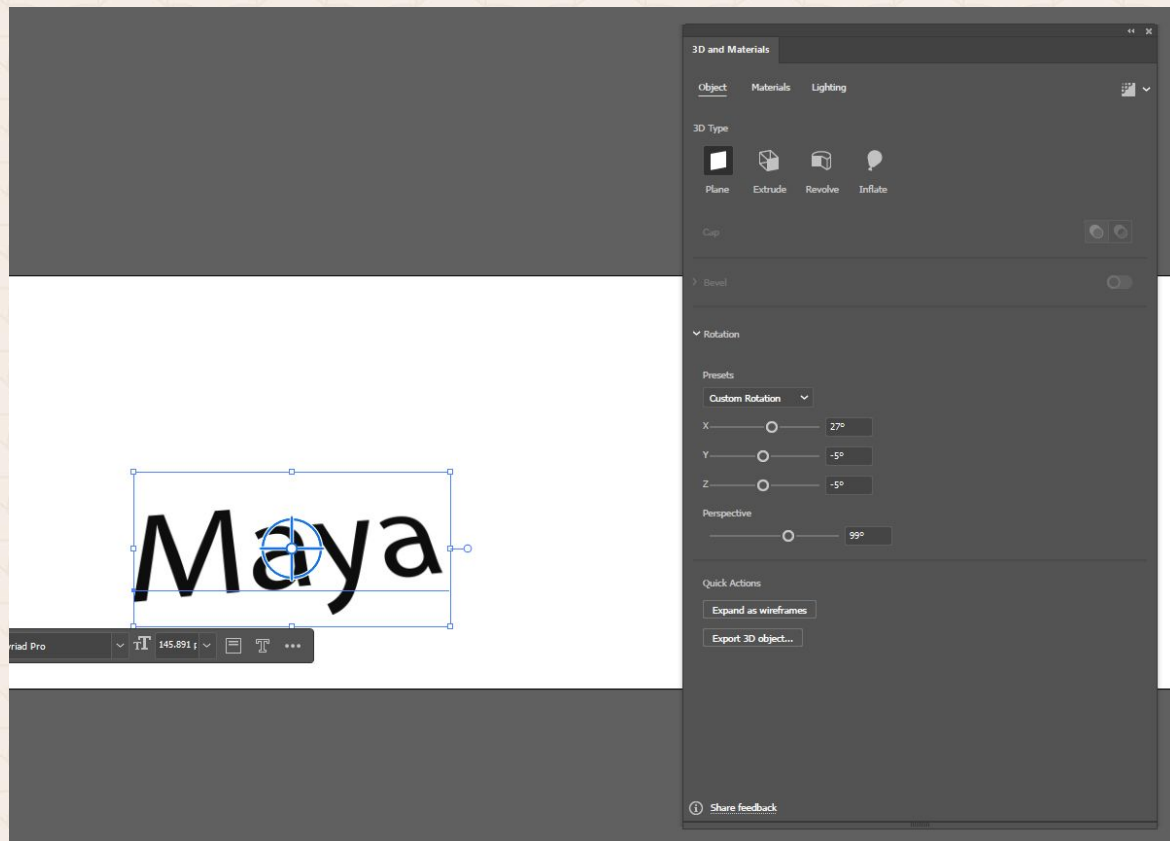 3D and Materials
Object Materials Lighting
3D Type
Plane Extrude Revolve Inflate
Cap
Bevel
Rotation
Presets
Custom Rotation
X 27°
Y -5°
Z -5°
Perspective
99°
Quick Actions
Expand as wireframes
Export 3D object...
Share feedback
Maya
Pro 145.891